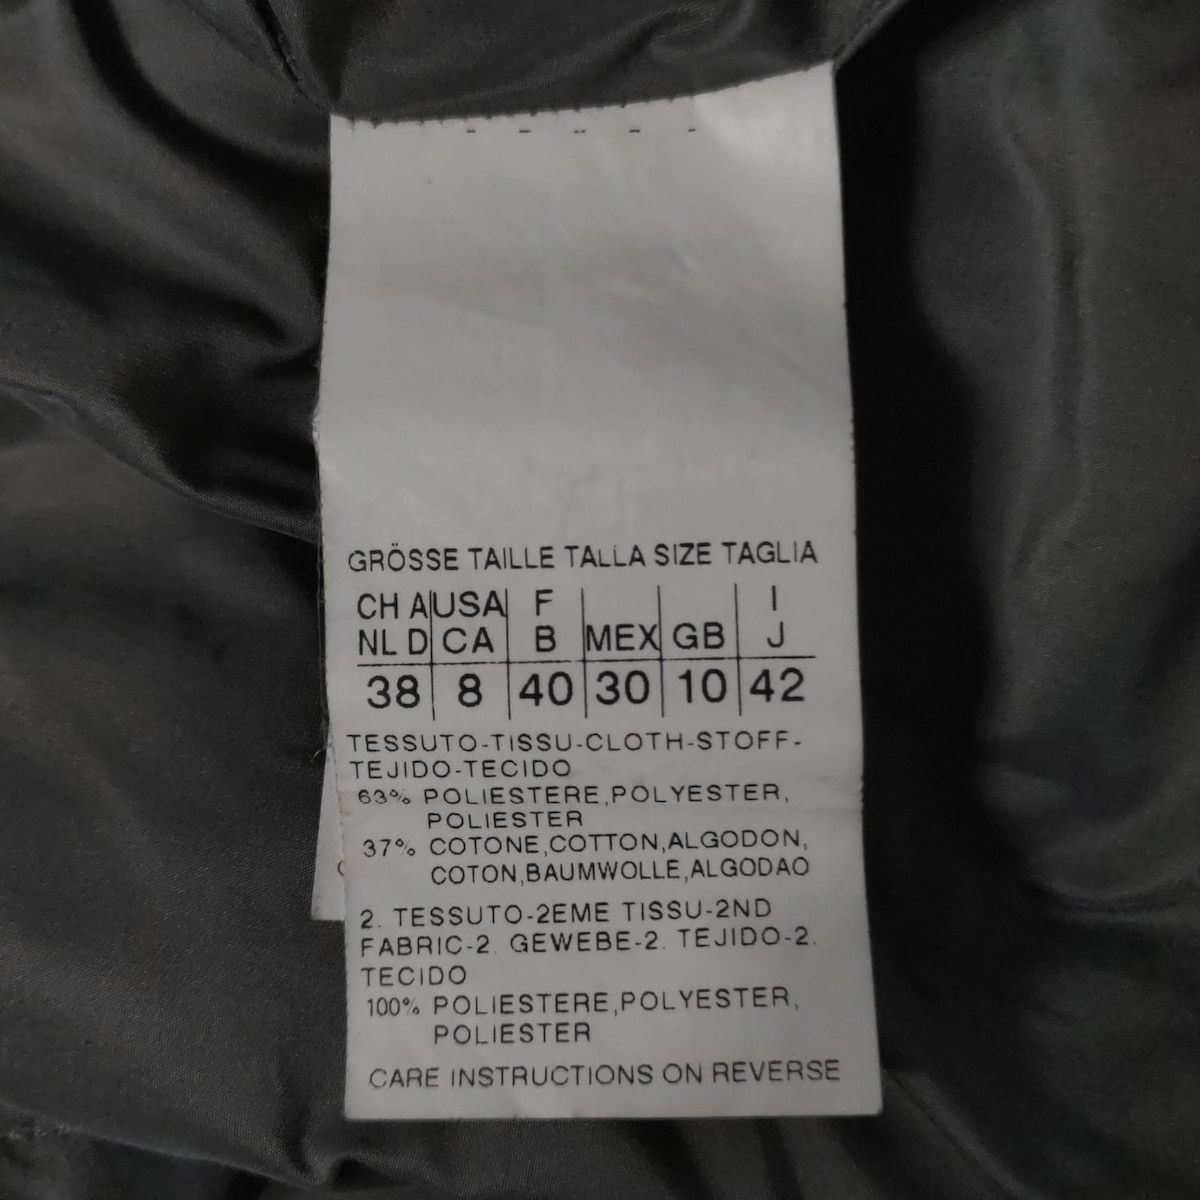 GRÖSSE TAILLE TALLA SIZE TAGLIA
CH A USA F I
NL D CA B MEX GB J
38 8 40 30 10 42
TESSUTO-TISSU-CLOTH-STOFF-
TEJIDO-TECIDO
63% POLIESTERE,POLYESTER,
POLIESTER
37% COTONE,COTTON,ALGODON,
COTON,BAUMWOLLE,ALGODAO
2. TESSUTO-2EME TISSU-2ND
FABRIC-2. GEWEBE-2. TEJIDO-2.
TECIDO
100% POLIESTERE,POLYESTER,
POLIESTER
CARE INSTRUCTIONS ON REVERSE